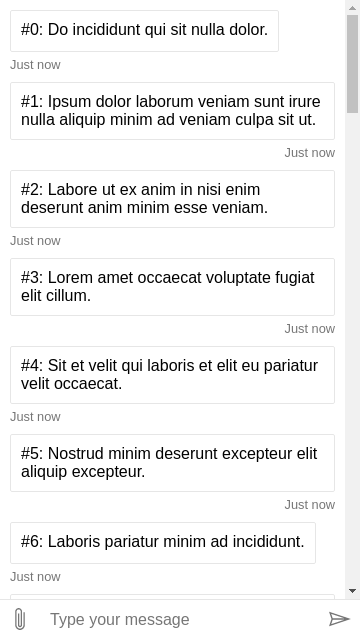 #0: Do incididunt qui sit nulla dolor.
Just now
#1: Ipsum dolor laborum veniam sunt irure
nulla aliquip minim ad veniam culpa sit ut.
Just now
#2: Labore ut ex anim in nisi enim
deserunt anim minim esse veniam.
Just now
#3: Lorem amet occaecat voluptate fugiat
elit cillum.
Just now
#4: Sit et velit qui laboris et elit eu pariatur
velit occaecat.
Just now
#5: Nostrud minim deserunt excepteur elit
aliquip excepteur.
Just now
#6: Laboris pariatur minim ad incididunt.
Just now
Type your message